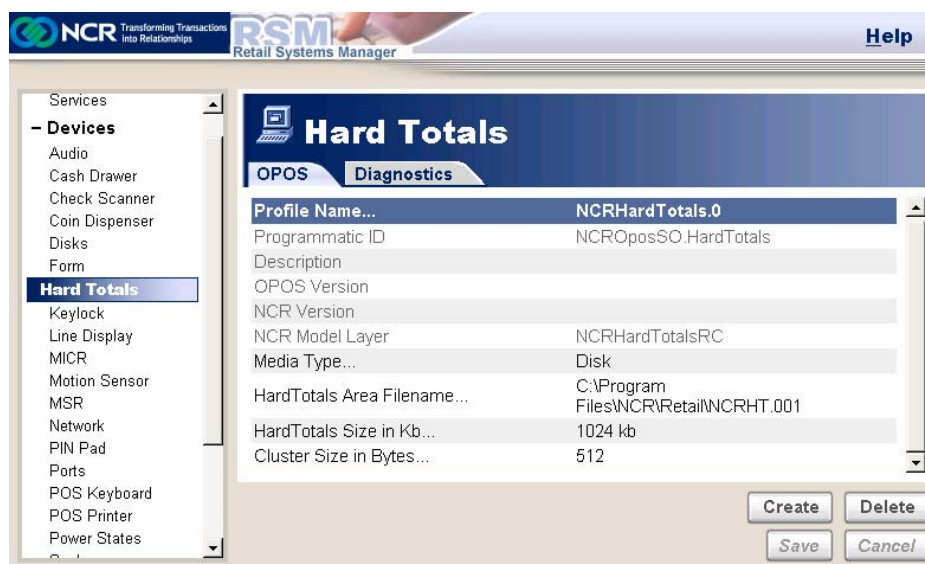 NCR Transforming Transactions
into Relationships
RSM
Retail Systems Manager
Help
Services
– Devices
Audio
Cash Drawer
Check Scanner
Coin Dispenser
Disks
Form
Hard Totals
Keylock
Line Display
MICR
Motion Sensor
MSR
Network
PIN Pad
Ports
POS Keyboard
POS Printer
Power States
Hard Totals
OPOS Diagnostics
Profile Name... NCRHardTotals.0
Programmatic ID NCROposSO.HardTotals
Description
OPOS Version
NCR Version
NCR Model Layer NCRHardTotalsRC
Media Type... Disk
HardTotals Area Filename... C:\Program
Files\NCR\Retail\NCRHT.001
HardTotals Size in Kb... 1024 kb
Cluster Size in Bytes... 512
Create Delete
Save Cancel